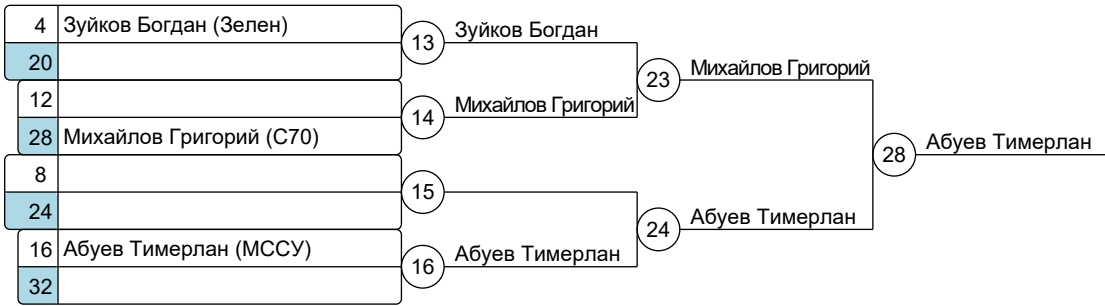 4 Зуйков Богдан (Зелен)
20
12
28 Михайлов Григорий (С70)
8
24
16 Абуев Тимерлан (МССУ)
32
13 Зуйков Богдан
14 Михайлов Григорий
15
16 Абуев Тимерлан
23 Михайлов Григорий
24 Абуев Тимерлан
28 Абуев Тимерлан